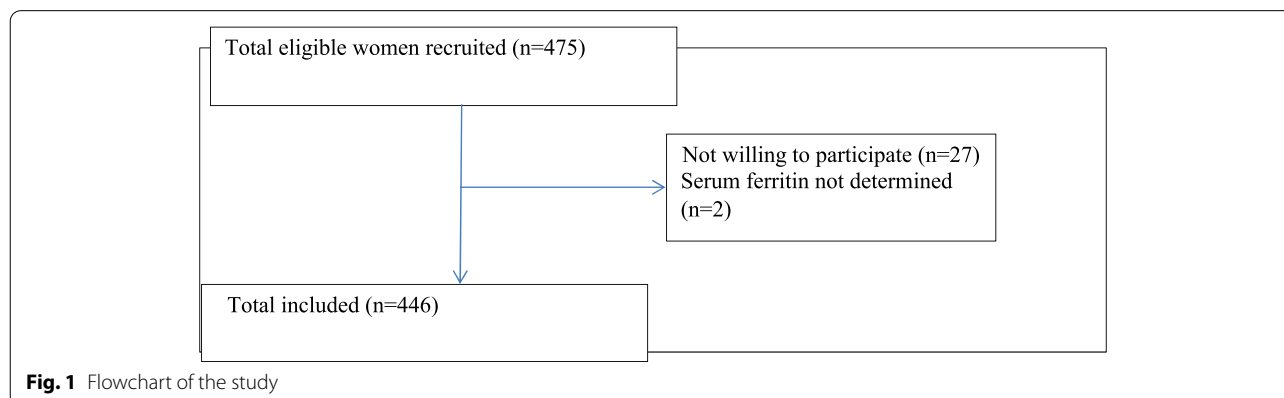 Total eligible women recruited (n=475)
Not willing to participate (n=27)
Serum ferritin not determined
(n=2)
Total included (n=446)
Fig. 1 Flowchart of the study